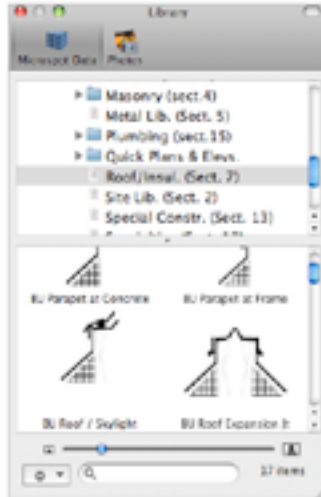 Library
Microspot Data Photos
Masonry (sect.4)
Metal Lib. (Sect. 5)
Plumbing (sect.15)
Quick Plans & Elevs.
Roof/Insul. (Sect. 7)
Site Lib. (Sect. 2)
Special Constr. (Sect. 13)
BU Parapet at Concrete BU Parapet at Frame
BU Roof / Skylight BU Roof Expansion Jt
37 items